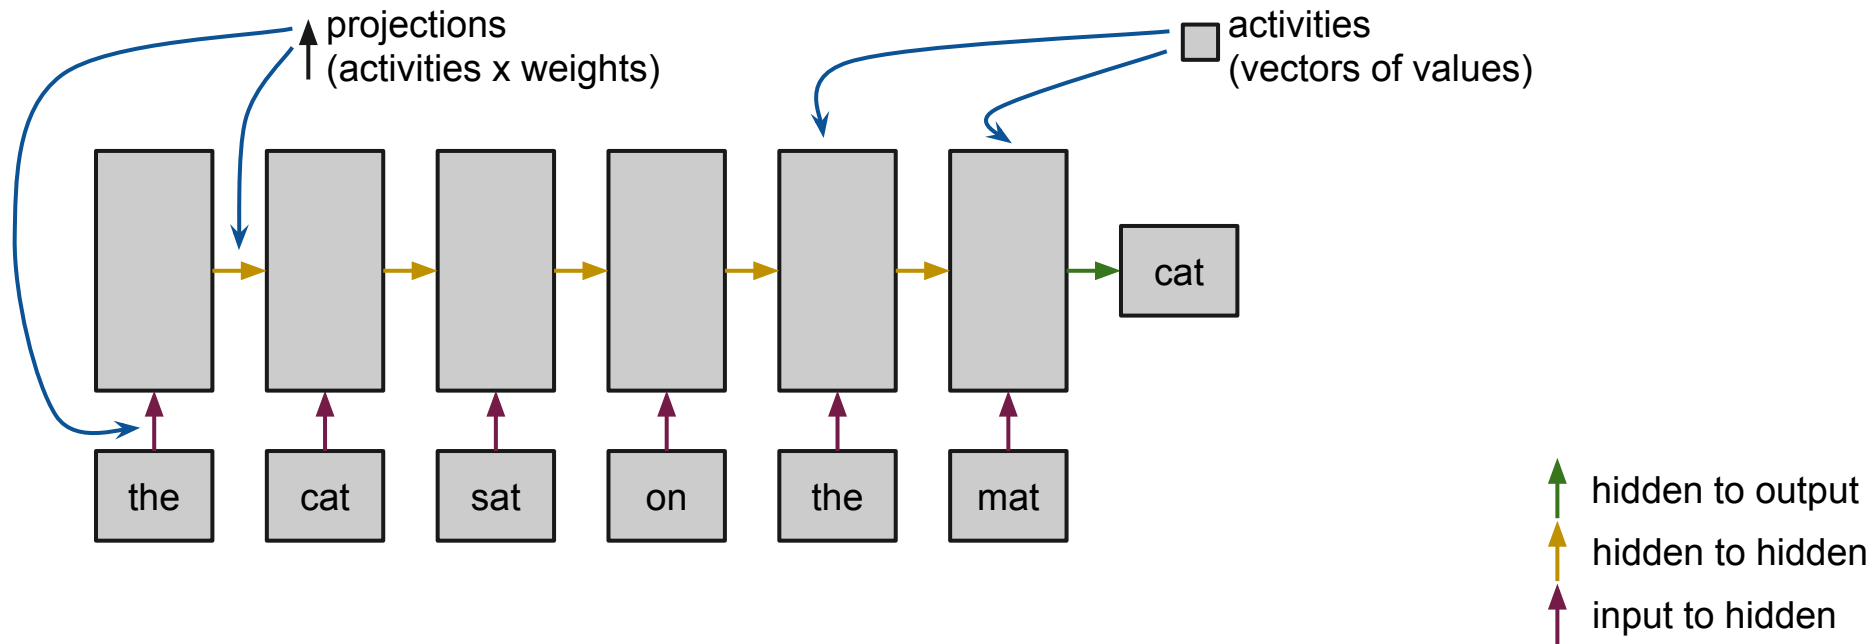 projections
(activities x weights)
activities
(vectors of values)
cat
the
cat
sat
on
the
mat
hidden to output
hidden to hidden
input to hidden